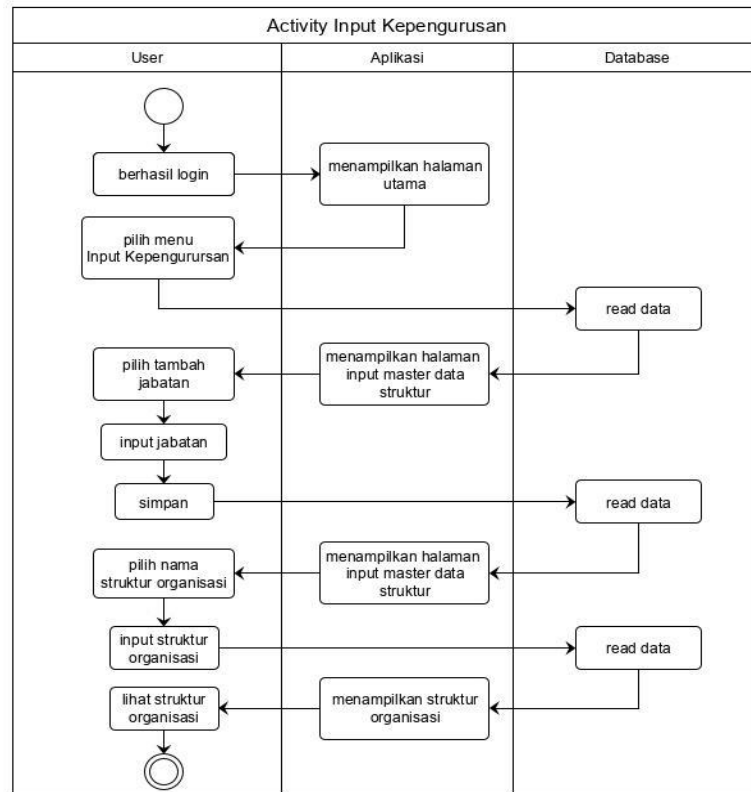 Activity Input Kepengurusan
User
Aplikasi
Database
berhasil login
menampilkan halaman
utama
pilih menu
Input Kepengurursan
read data
menampilkan halaman
input master data
struktur
pilih tambah
jabatan
input jabatan
simpan
read data
menampilkan halaman
input master data
struktur
pilih nama
struktur organisasi
input struktur
organisasi
read data
menampilkan struktur
organisasi
lihat struktur
organisasi